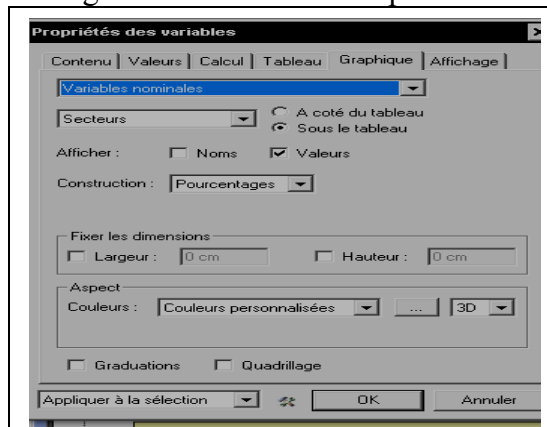 Propriétés des variables
Contenu Valeurs Calcul Tableau Graphique Affichage
Variables nominales
Secteurs
A coté du tableau
Sous le tableau
Afficher : Noms Valeurs
Construction : Pourcentages
Fixer les dimensions
Largeur : 0 cm Hauteur : 0 cm
Aspect
Couleurs : Couleurs personnalisées ... 3D
Graduations Quadrillage
Appliquer à la sélection OK Annuler